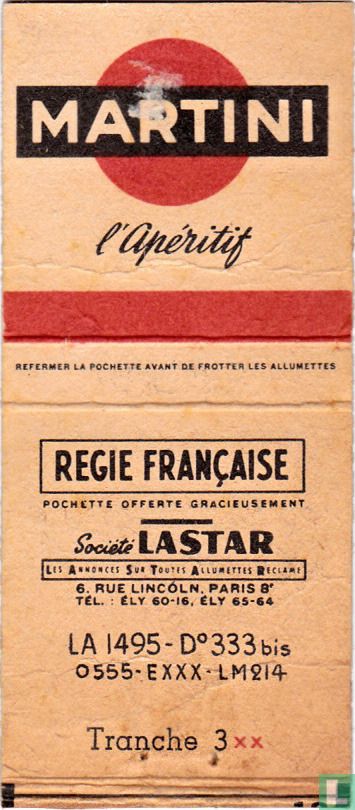 MARTINI
l'Apéritif
REFERMER LA POCHETTE AVANT DE FROTTER LES ALLUMETTES
REGIE FRANÇAISE
POCHETTE OFFERTE GRACIEUSEMENT
Société LASTAR
LES ANNONCES SUR TOUTES ALLUMETTES RECLAME
6. RUE LINCOLN. PARIS 8e
TÉL. : ÉLY 60-16, ÉLY 65-64
LA 1495 - D° 333 bis
0555 - EXXX - LM214
Tranche 3xx